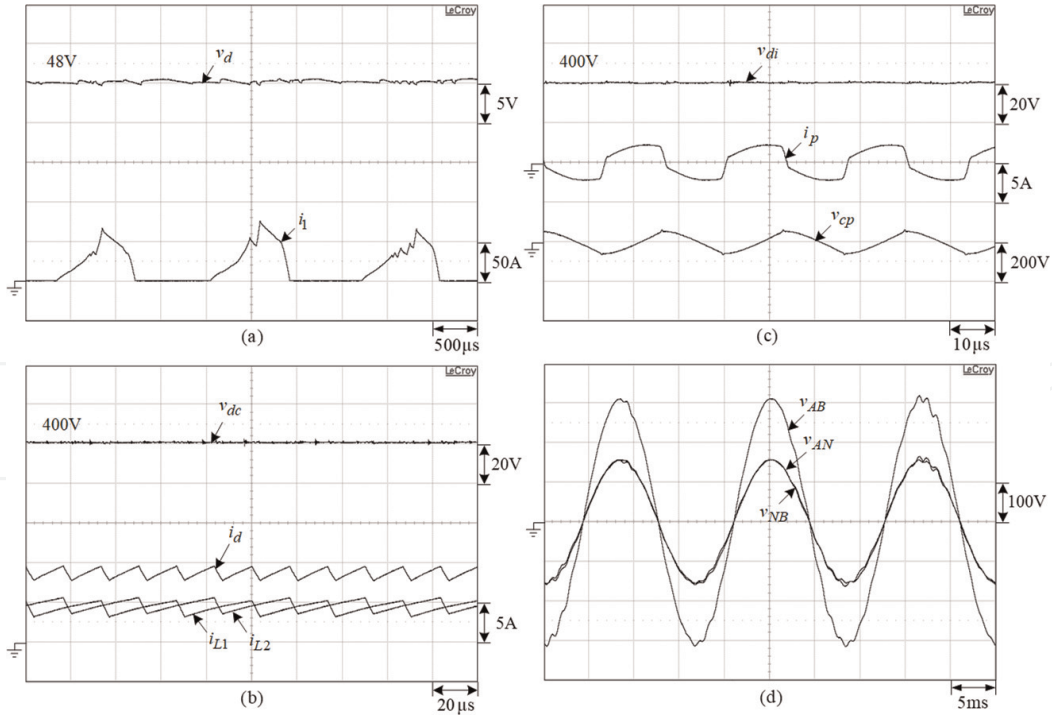 LeCroy
48V
v_d
5V
i_1
50A
(a)
500µs
LeCroy
400V
v_di
20V
i_p
5A
v_cp
200V
(c)
10µs
LeCroy
400V
v_dc
20V
i_d
5A
i_L1
i_L2
(b)
20µs
LeCroy
v_AB
v_AN
100V
v_NB
5ms
(d)